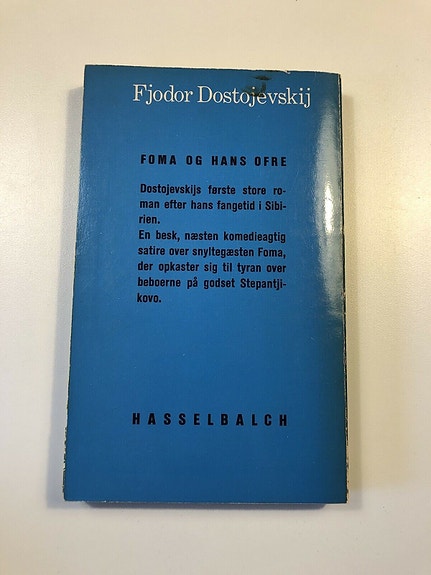 Fjodor Dostojevskij
FOMA OG HANS OFRE
Dostojevskijs første store ro-
man efter hans fangetid i Sibi-
rien.
En besk, næsten komedieagtig
satire over snyltegæsten Foma,
der opkaster sig til tyran over
beboerne på godset Stepantji-
kovo.
HASSELBALCH